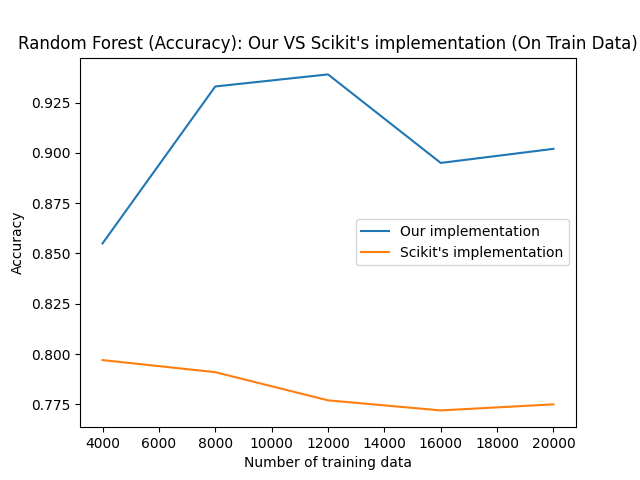 Random Forest (Accuracy): Our VS Scikit's implementation (On Train Data)
0.925
0.900
0.875
0.850
0.825
0.800
0.775
Accuracy
Our implementation
Scikit's implementation
4000 6000 8000 10000 12000 14000 16000 18000 20000
Number of training data